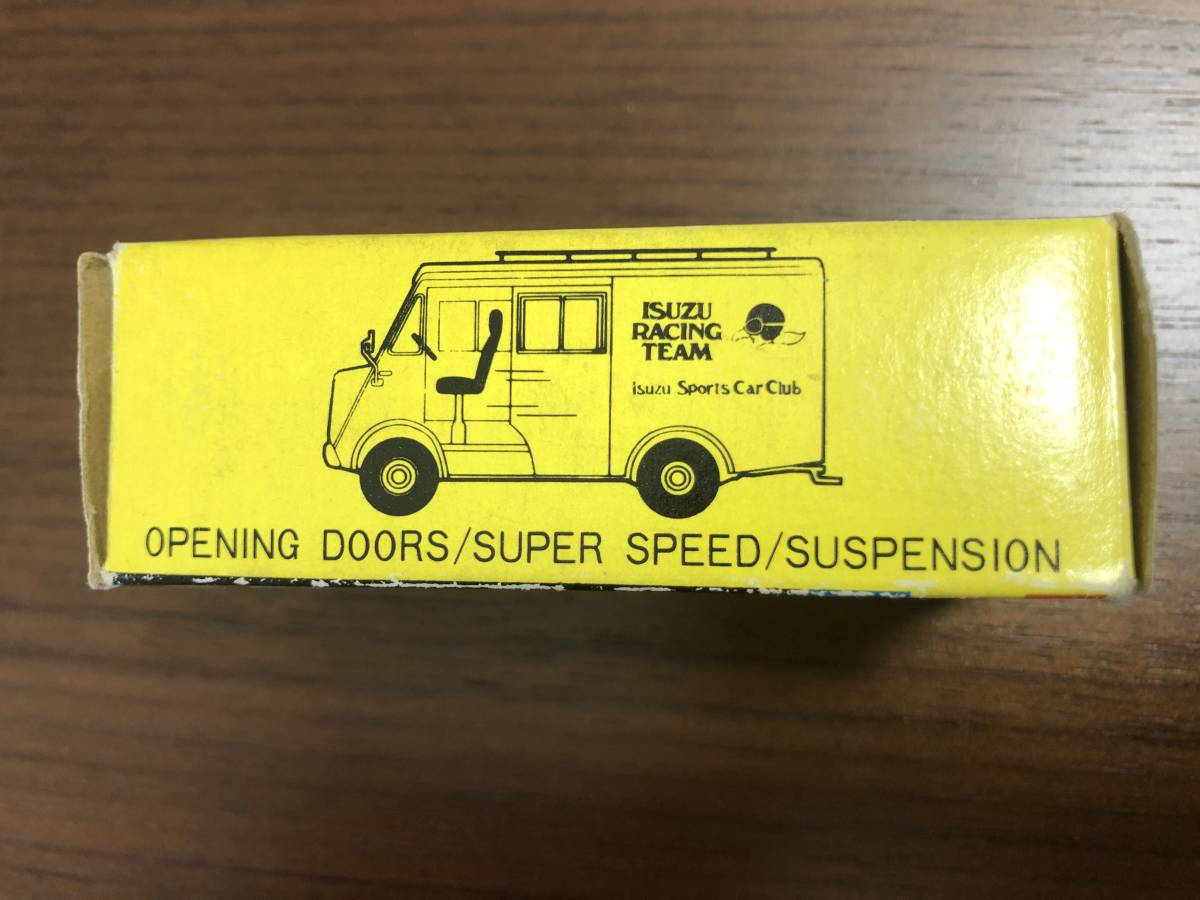 ISUZU
RACING
TEAM
isuzu Sports Car Club
OPENING DOORS/SUPER SPEED/SUSPENSION